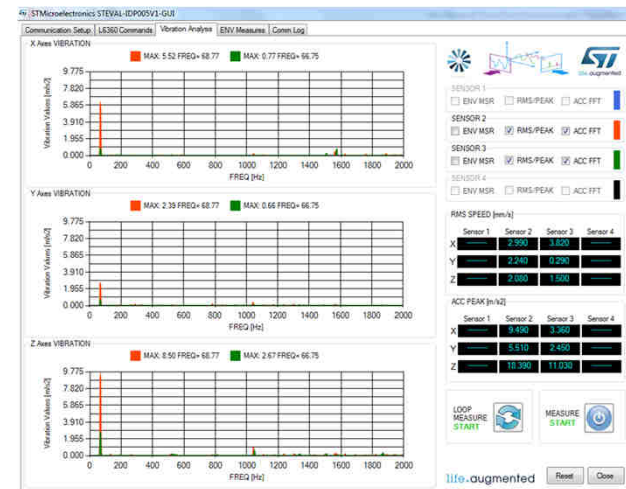 STMicroelectronics STEVAL-IDP005V1-GUI
Communication Setup L6360 Commands Vibration Analysis ENV Measures Comm Log
X Axes VIBRATION
MAX: 5.52 FREQ= 68.77 MAX: 0.77 FREQ= 66.75
Vibration Values [m/s2]
9.775
7.820
5.865
3.910
1.955
0.000
0 200 400 600 800 1000 1200 1400 1600 1800 2000
FREQ [Hz]
Y Axes VIBRATION
MAX: 2.39 FREQ= 68.77 MAX: 0.66 FREQ= 66.75
Vibration Values [m/s2]
9.775
7.820
5.865
3.910
1.955
0.000
0 200 400 600 800 1000 1200 1400 1600 1800 2000
FREQ [Hz]
Z Axes VIBRATION
MAX: 8.50 FREQ= 68.77 MAX: 2.67 FREQ= 66.75
Vibration Values [m/s2]
9.775
7.820
5.865
3.910
1.955
0.000
0 200 400 600 800 1000 1200 1400 1600 1800 2000
FREQ [Hz]
life.augmented
SENSOR 1
ENV MSR RMS/PEAK ACC FFT
SENSOR 2
ENV MSR RMS/PEAK ACC FFT
SENSOR 3
ENV MSR RMS/PEAK ACC FFT
SENSOR 4
ENV MSR RMS/PEAK ACC FFT
RMS SPEED [mm/s]
Sensor 1 Sensor 2 Sensor 3 Sensor 4
X 2.990 3.820
Y 2.240 0.290
Z 2.080 1.500
ACC PEAK [m/s2]
Sensor 1 Sensor 2 Sensor 3 Sensor 4
X 9.490 3.360
Y 5.510 2.450
Z 18.390 11.030
LOOP
MEASURE
START
MEASURE
START
life.augmented
Reset Close